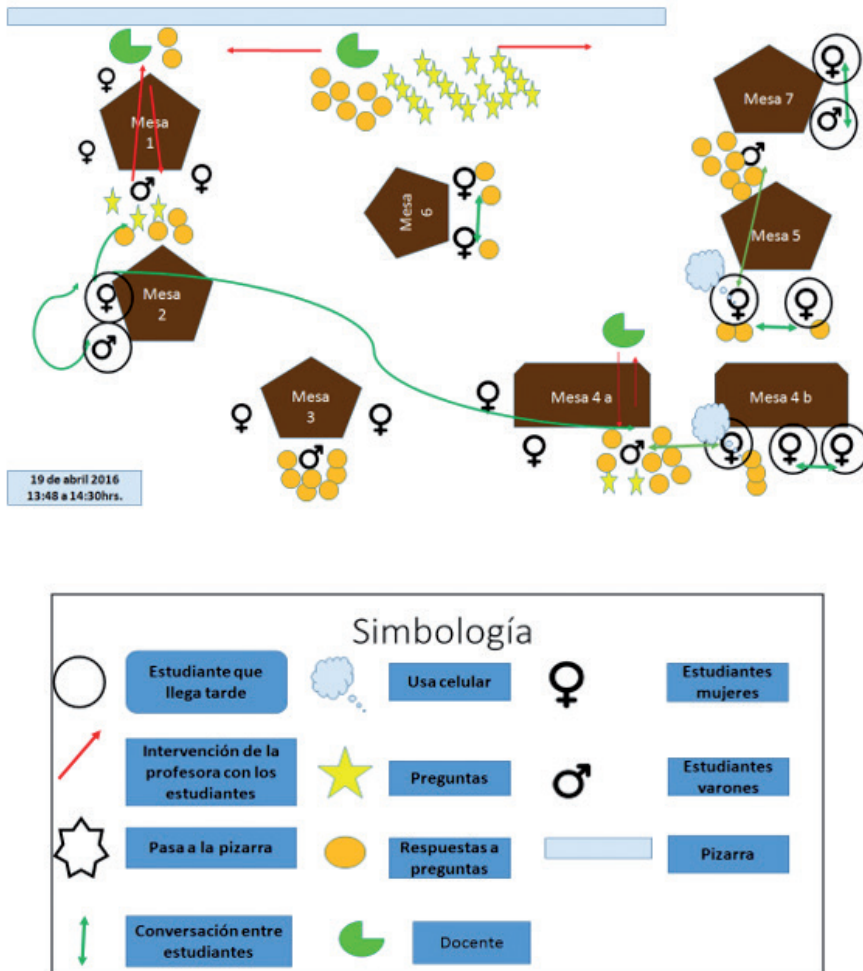 Mesa
1
Mesa 7
Mesa
6
Mesa 5
Mesa
2
Mesa
3
Mesa 4 a
Mesa 4 b
19 de abril 2016
13:48 a 14:30hrs.
Simbología
Estudiante que
llega tarde
Usa celular
Estudiantes
mujeres
Intervención de la
profesora con los
estudiantes
Preguntas
Estudiantes
varones
Pasa a la pizarra
Respuestas a
preguntas
Pizarra
Conversación entre
estudiantes
Docente